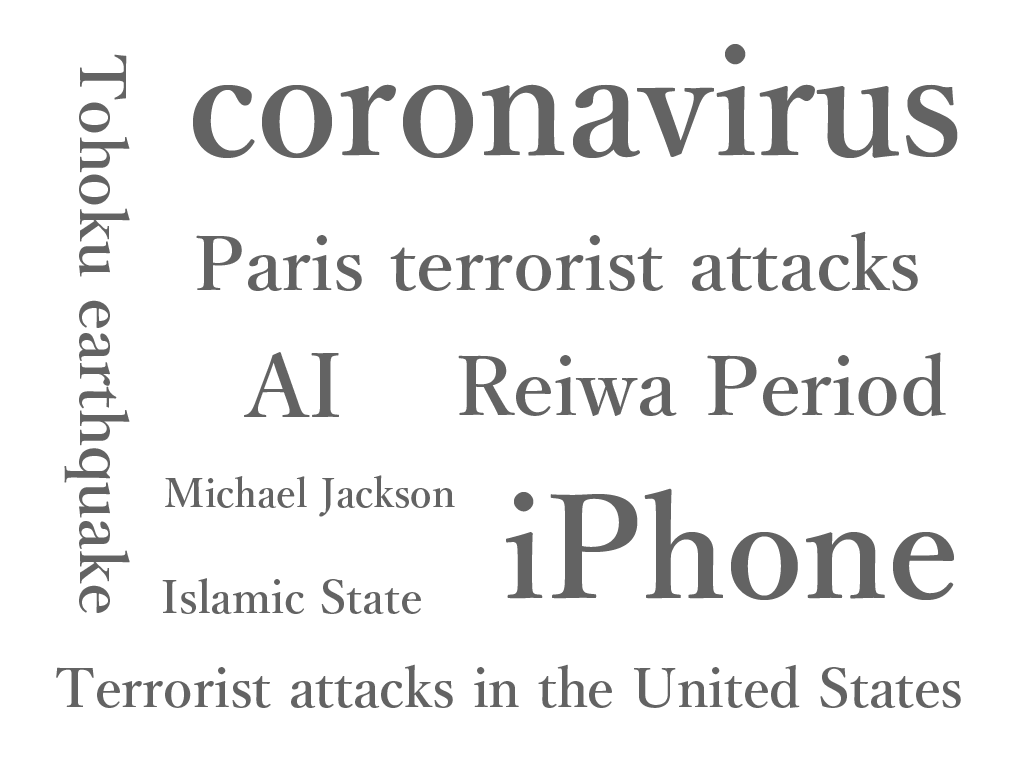 Tohoku earthquake
coronavirus
Paris terrorist attacks
AI
Reiwa Period
Michael Jackson
iPhone
Islamic State
Terrorist attacks in the United States